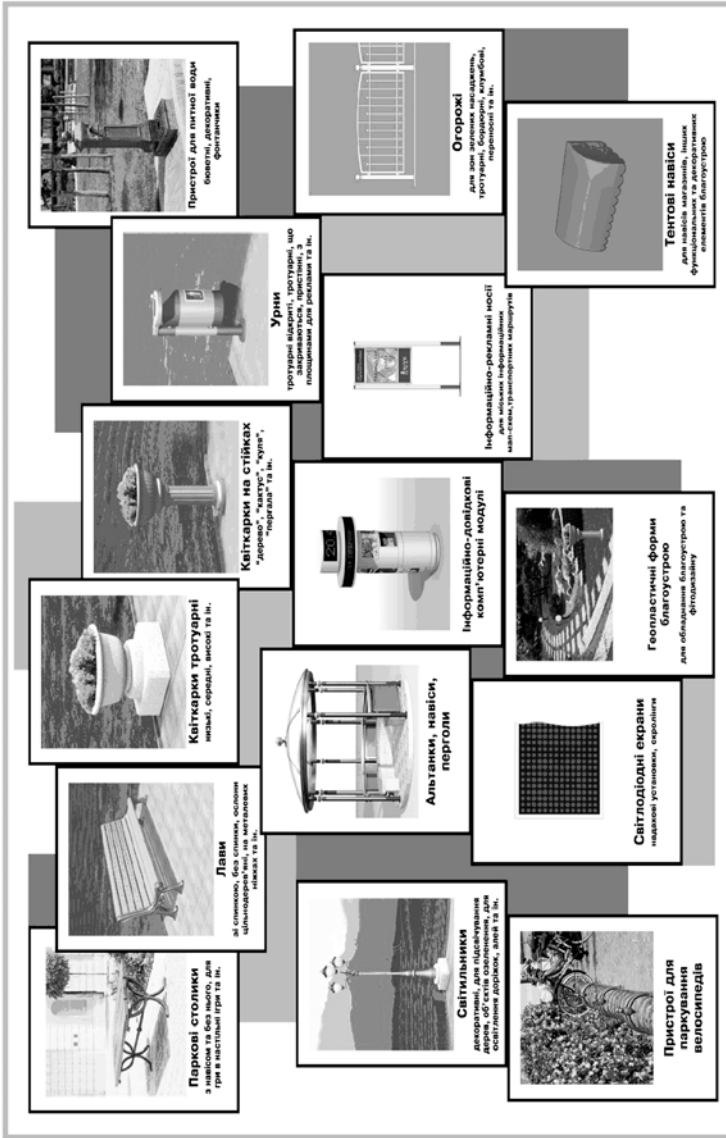 Паркові столики
з навісом та без нього, для
гри в настільні ігри та ін.
Лави
зі спинкою, без спинки, ослони
цільнодерев'яні, на металевих
ніжках та ін.
Квіткарки тротуарні
низькі, середні, високі та ін.
Квіткарки на стійках
"дерево", "кактус", "куля",
"пергала" та ін.
Урни
тротуарні відкриті, тротуарні, що
закриваються, пристінні, з
площинами для реклами та ін.
Пристрої для питної води
бюветні, декоративні,
фонтанчики
Світильники
декоративні, для підсвічування
дерев, об'єктів озеленення, для
освітлення доріжок, алей та ін.
Альтанки, навіси,
перголи
Інформаційно-довідкові
комп'ютерні модулі
Інформаційно-рекламні носії
для міських інформаційних
мап-схем,транспортних маршрутів
Огорожі
для зон зелених насаджень,
тротуарні, бордюрні, клумбові,
переносні та ін.
Пристрої для
паркування
велосипедів
Світлодіодні екрани
надахові установки, скролінги
Геопластичні форми
благоустрою
для обладнання благоустрою та
фітодизайну
Тентові навіси
для навісів магазинів, інших
функціональних та декоративних
елементів благоустрою